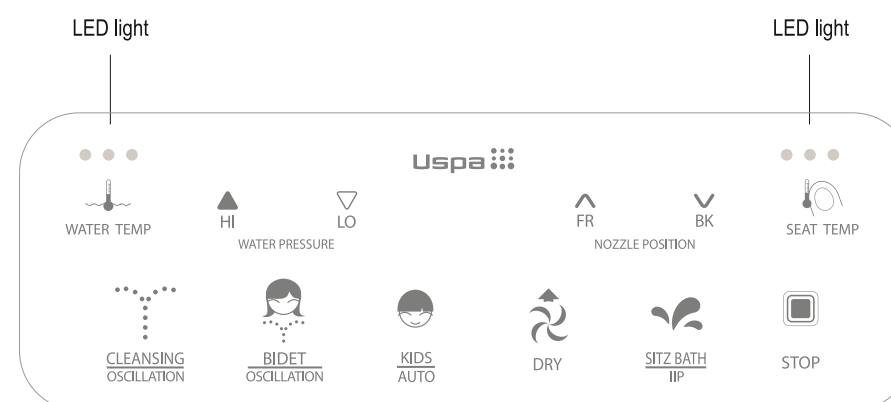 LED light LED light
Uspa
WATER TEMP HI LO FR BK SEAT TEMP
WATER PRESSURE NOZZLE POSITION
CLEANSING BIDET KIDS DRY SITZ BATH STOP
OSCILLATION OSCILLATION AUTO IIP